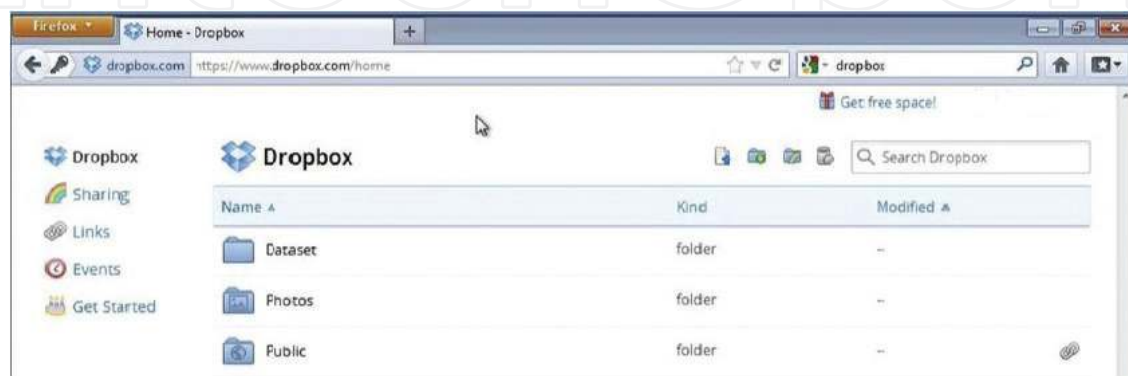 Firefox
Home - Dropbox
dropbox.com https://www.dropbox.com/home
dropbox
Get free space!
Dropbox
Sharing
Links
Events
Get Started
Dropbox
Search Dropbox
Name Kind Modified
Dataset folder --
Photos folder --
Public folder --